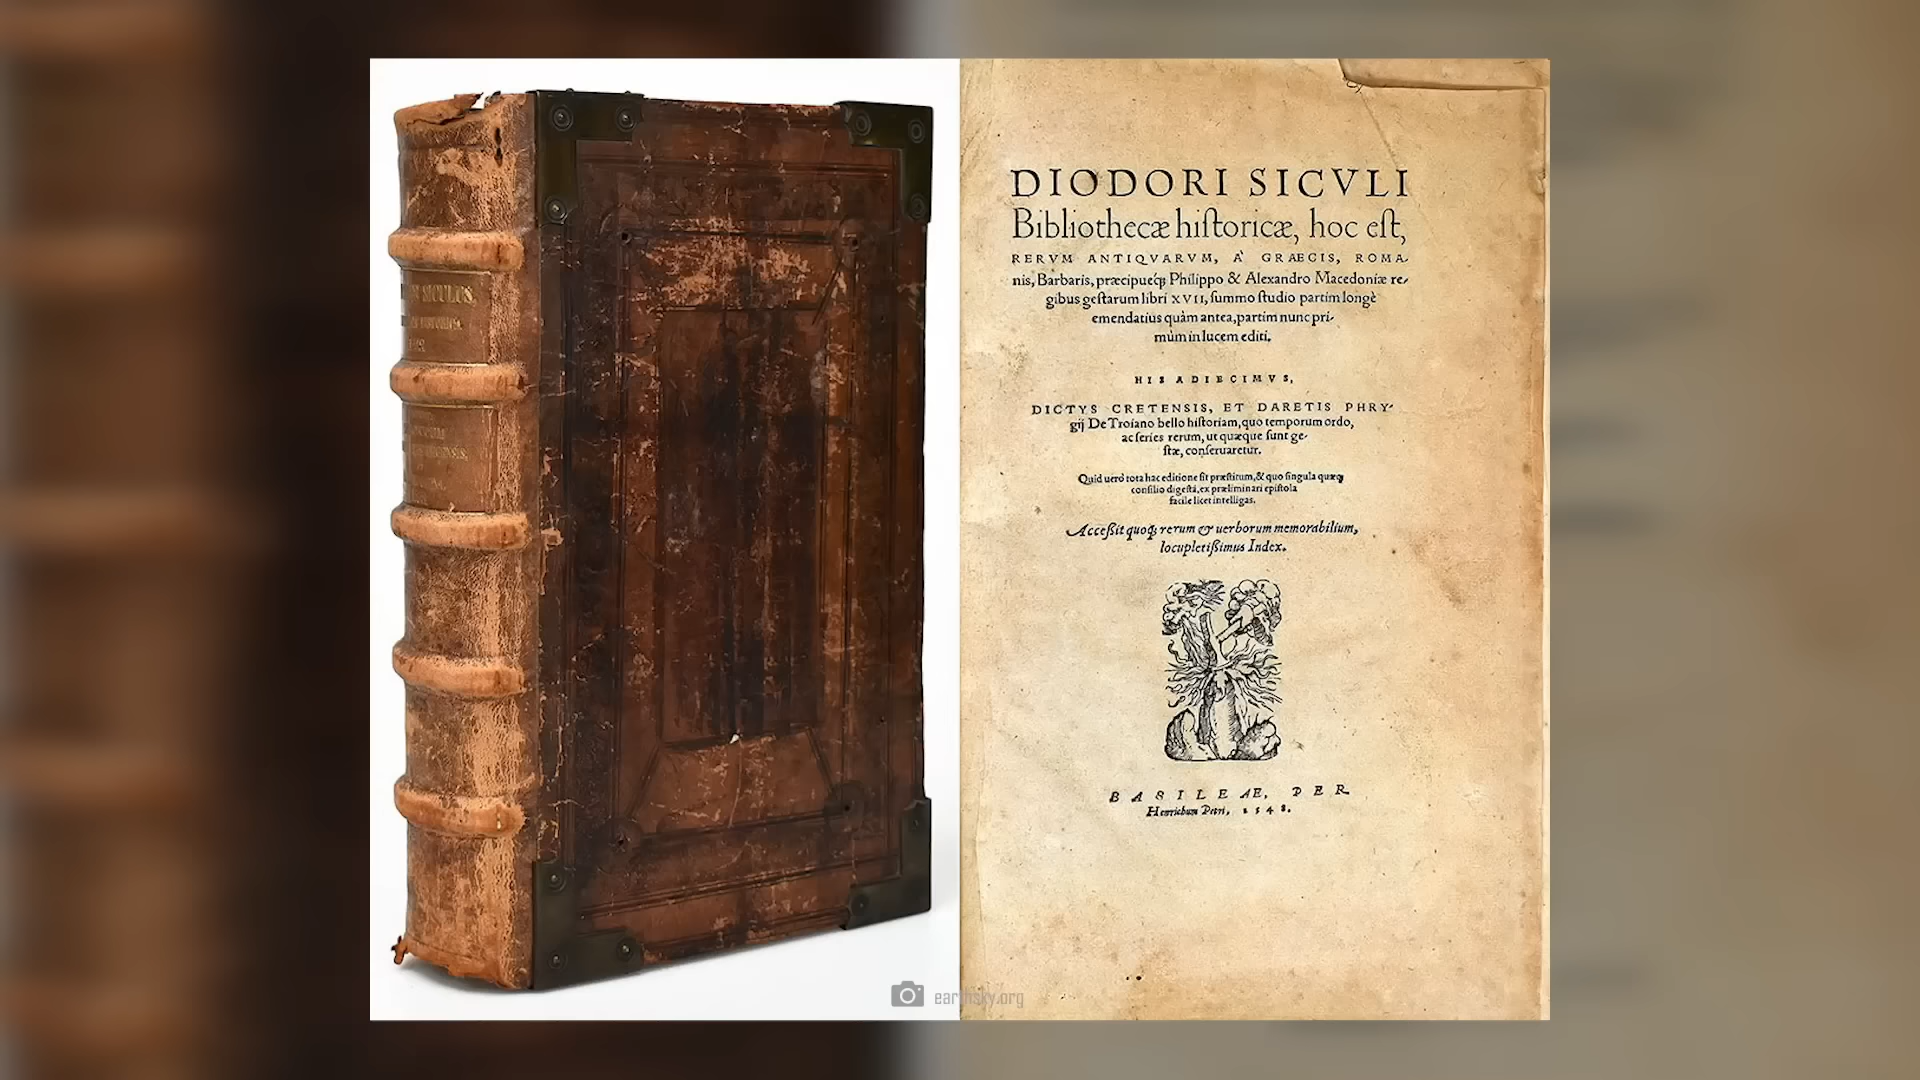 SICULUS.
DIODORI SICVLI
Bibliothecæ hiſtoricæ, hoc eſt,
RERVM ANTIQVARVM, A' GRAECIS, ROMA-
nis, Barbaris, præcipueq́; Philippo & Alexandro Macedoniæ re-
gibus geſtarum libri XVII, ſummo ſtudio partim longè
emendatius quàm antea, partim nunc pri-
mùm in lucem editi.
HIS ADIECIMVS,
DICTYS CRETENSIS, ET DARETIS PHRY-
gij De Troiano bello hiſtoriam, quo temporum ordo,
ac ſeries rerum, ut quæque ſunt ge-
ſtæ, conſeruaretur.
Quid uerò tota hac editione ſit præſtitum, & quo ſingula quæq;
conſilio digeſta, ex præliminari epiſtola
facile licet intelligas.
Acceßit quoq; rerum & uerborum memorabilium,
locupletißimus Index.
BASILEÆ, PER
Henrichum Petri, 1548.
earthsky.org